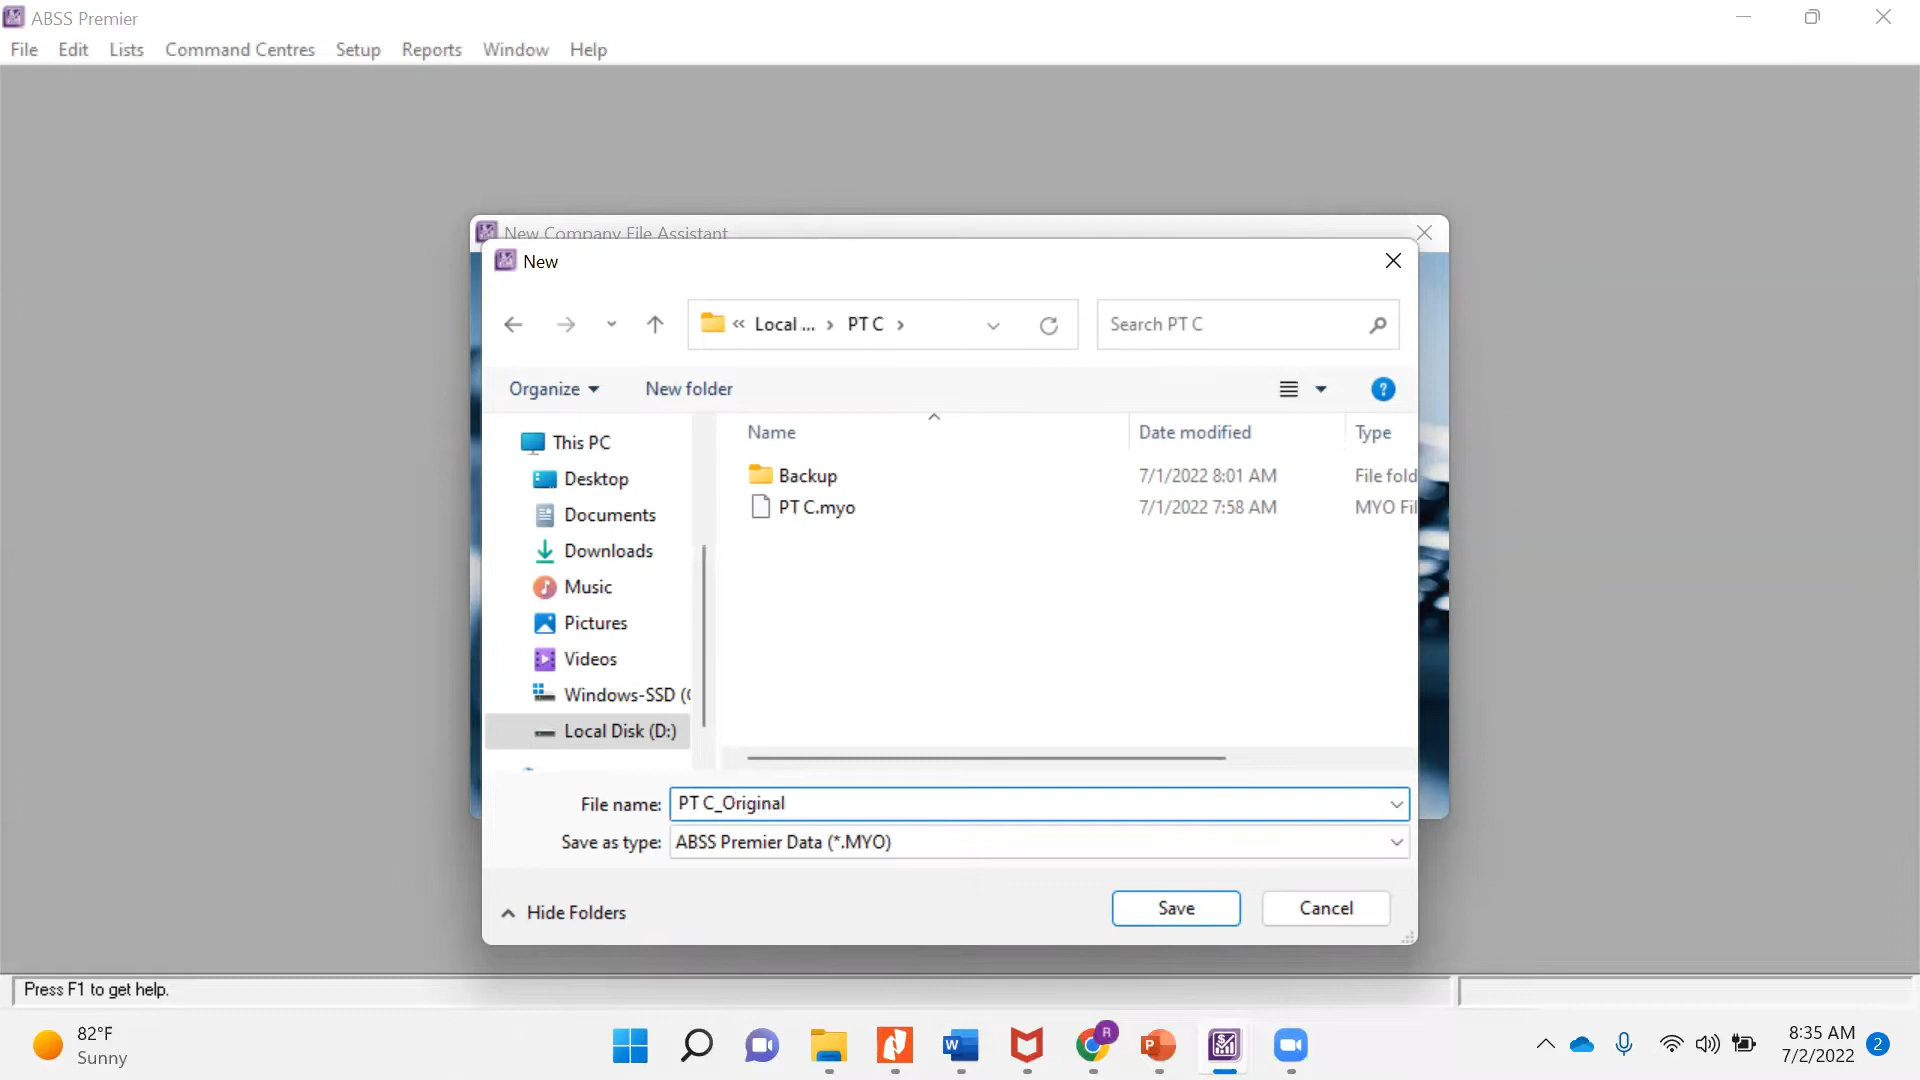 ABSS Premier
File Edit Lists Command Centres Setup Reports Window Help
New Company File Assistant
New
« Local ... › PT C ›
Search PT C
Organize New folder
This PC
Desktop
Documents
Downloads
Music
Pictures
Videos
Windows-SSD (
Local Disk (D:)
Name Date modified Type
Backup 7/1/2022 8:01 AM File fold
PT C.myo 7/1/2022 7:58 AM MYO Fil
File name: PT C_Original
Save as type: ABSS Premier Data (*.MYO)
Hide Folders
Save Cancel
Press F1 to get help.
82°F
Sunny
W
R
P
8:35 AM
7/2/2022
2